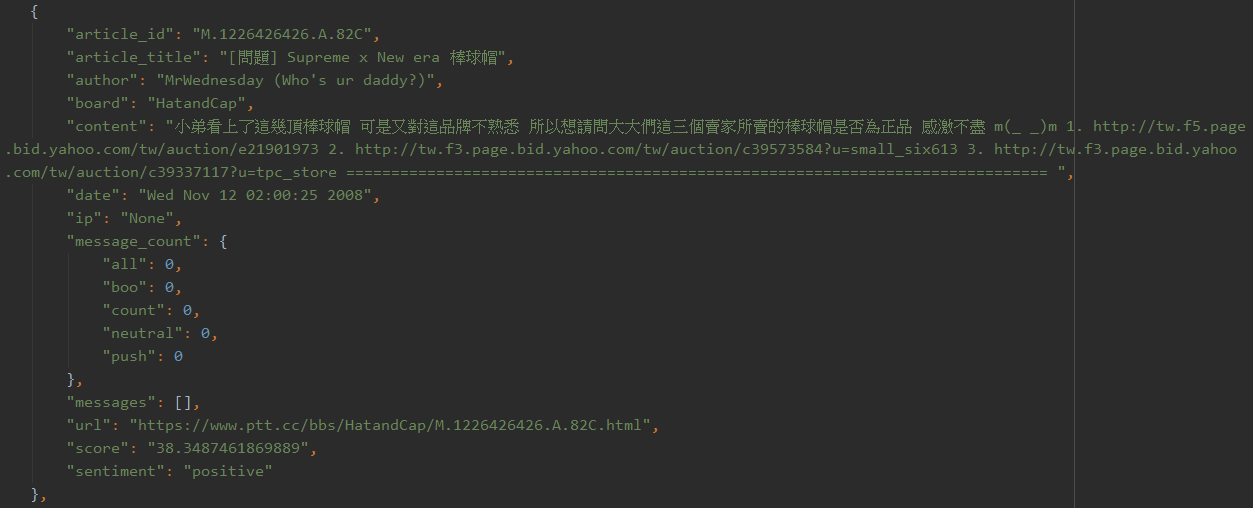 {
"article_id": "M.1226426426.A.82C",
"article_title": "[問題] Supreme x New era 棒球帽",
"author": "MrWednesday (Who's ur daddy?)",
"board": "HatandCap",
"content": "小弟看上了這幾頂棒球帽 可是又對這品牌不熟悉 所以想請問大大們這三個賣家所賣的棒球帽是否為正品 感激不盡 m(_ _)m 1. http://tw.f5.page
.bid.yahoo.com/tw/auction/e21901973 2. http://tw.f3.page.bid.yahoo.com/tw/auction/c39573584?u=small_six613 3. http://tw.f3.page.bid.yahoo
.com/tw/auction/c39337117?u=tpc_store ============================================================================== ",
"date": "Wed Nov 12 02:00:25 2008",
"ip": "None",
"message_count": {
"all": 0,
"boo": 0,
"count": 0,
"neutral": 0,
"push": 0
},
"messages": [],
"url": "https://www.ptt.cc/bbs/HatandCap/M.1226426426.A.82C.html",
"score": "38.3487461869889",
"sentiment": "positive"
},